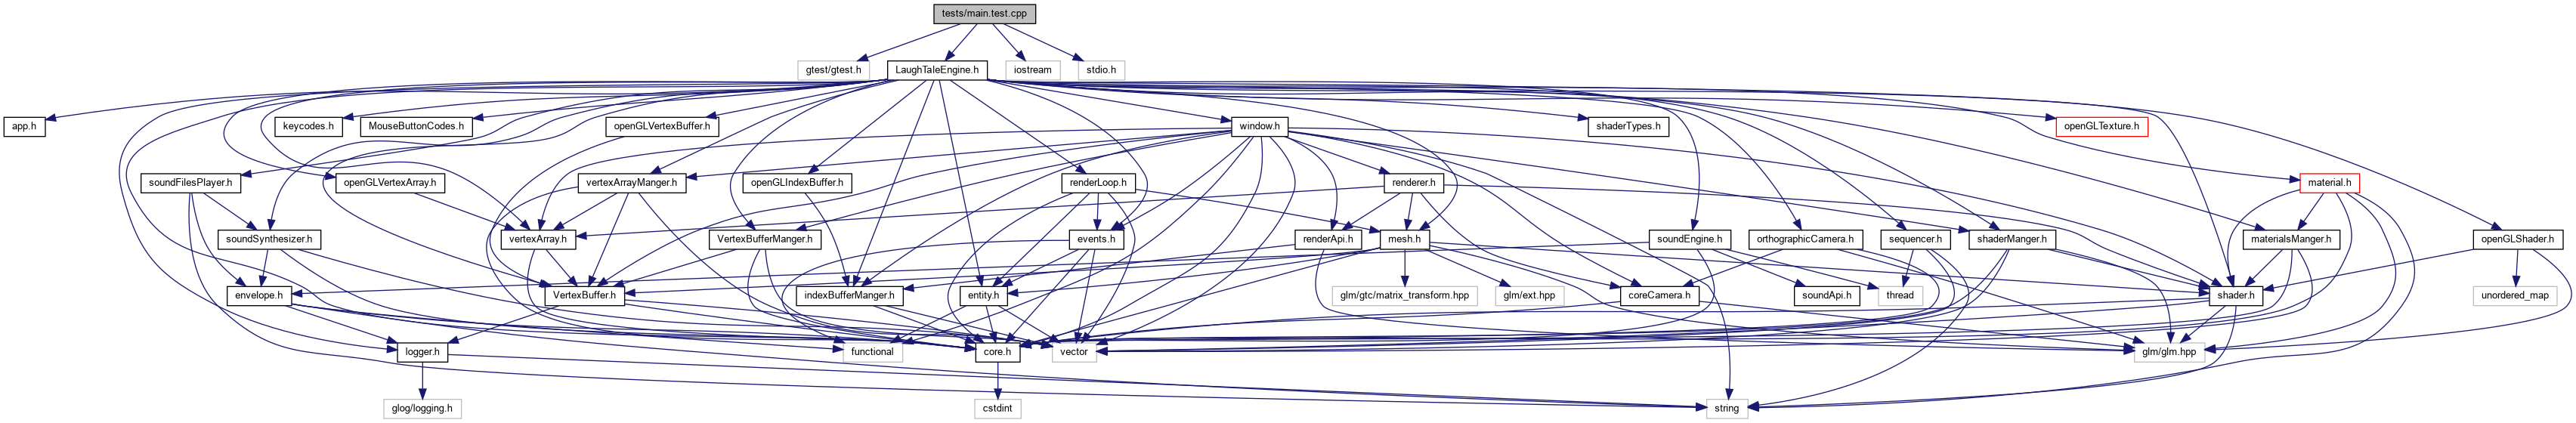 tests/main.test.cpp
gtest/gtest.h
LaughTaleEngine.h
iostream
stdio.h
app.h
keycodes.h
MouseButtonCodes.h
openGLVertexBuffer.h
window.h
shaderTypes.h
openGLTexture.h
soundFilesPlayer.h
openGLVertexArray.h
vertexArrayManger.h
openGLIndexBuffer.h
renderLoop.h
renderer.h
material.h
soundSynthesizer.h
vertexArray.h
VertexBufferManger.h
events.h
renderApi.h
mesh.h
soundEngine.h
orthographicCamera.h
sequencer.h
shaderManger.h
materialsManger.h
openGLShader.h
envelope.h
VertexBuffer.h
indexBufferManger.h
entity.h
glm/gtc/matrix_transform.hpp
glm/ext.hpp
coreCamera.h
soundApi.h
thread
shader.h
unordered_map
logger.h
functional
core.h
vector
glm/glm.hpp
glog/logging.h
cstdint
string